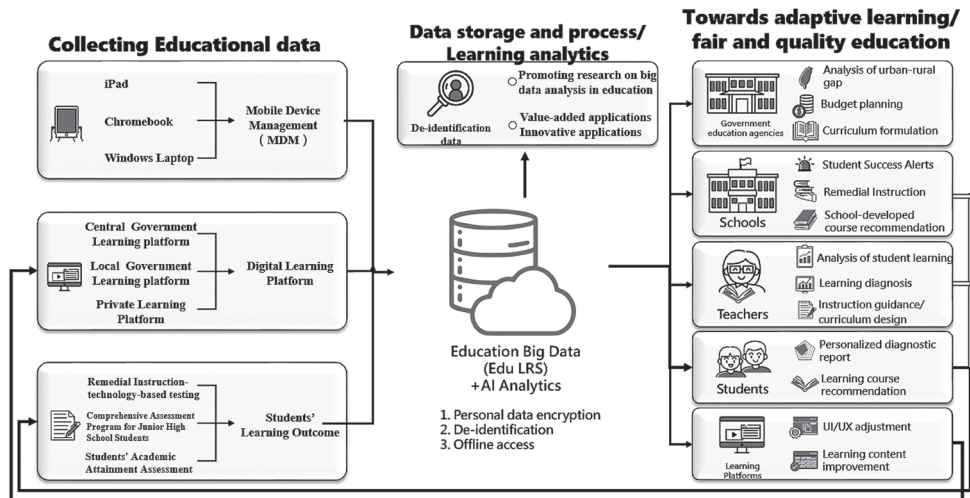 Collecting Educational data
iPad
Chromebook
Windows Laptop
Mobile Device
Management
( MDM )
Central Government
Learning platform
Local Government
Learning platform
Private Learning
Platform
Digital Learning
Platform
Remedial Instruction-
technology-based testing
Comprehensive Assessment
Program for Junior High
School Students
Students' Academic
Attainment Assessment
Students'
Learning Outcome
Data storage and process/
Learning analytics
De-identification
data
Promoting research on big
data analysis in education
Value-added applications
Innovative applications
Education Big Data
(Edu LRS)
+AI Analytics
1. Personal data encryption
2. De-identification
3. Offline access
Towards adaptive learning/
fair and quality education
Government
education agencies
Analysis of urban-rural
gap
Budget planning
Curriculum formulation
Schools
Student Success Alerts
Remedial Instruction
School-developed
course recommendation
Teachers
Analysis of student learning
Learning diagnosis
Instruction guidance/
curriculum design
Students
Personalized diagnostic
report
Learning course
recommendation
Learning
Platforms
UI/UX adjustment
Learning content
improvement